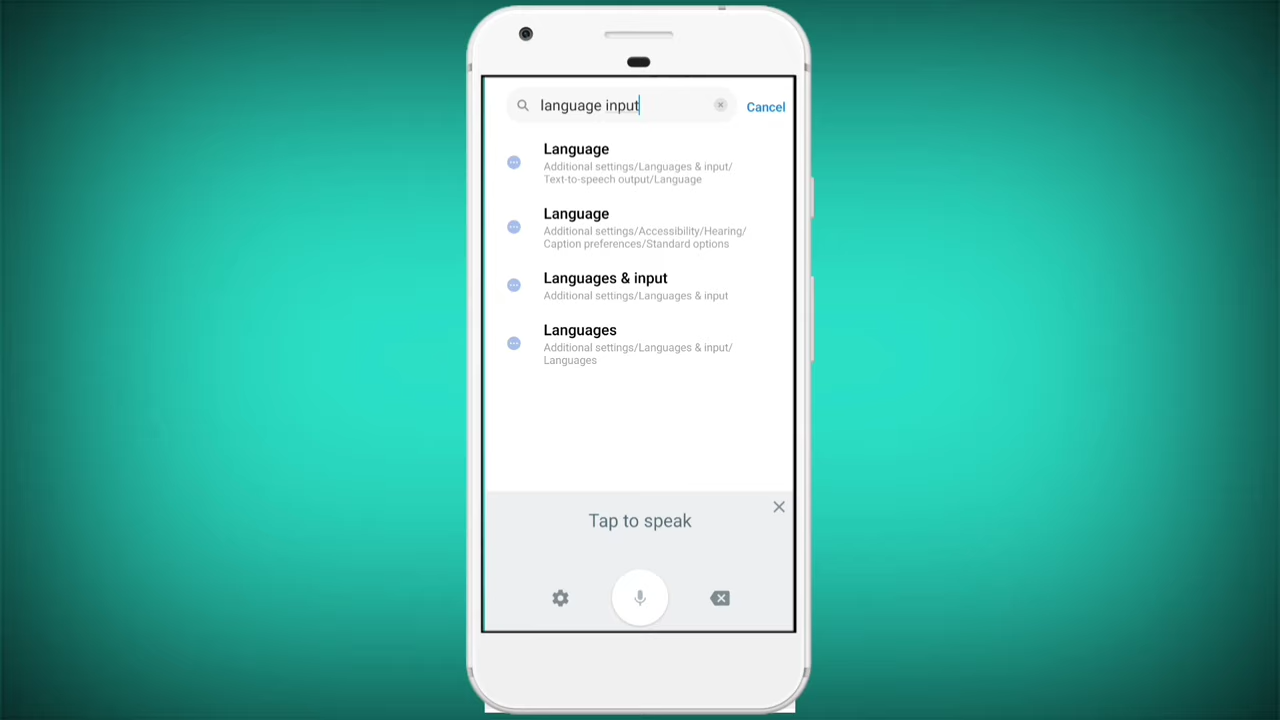 language input
Cancel
Language
Additional settings/Languages & input/
Text-to-speech output/Language
Language
Additional settings/Accessibility/Hearing/
Caption preferences/Standard options
Languages & input
Additional settings/Languages & input
Languages
Additional settings/Languages & input/
Languages
Tap to speak